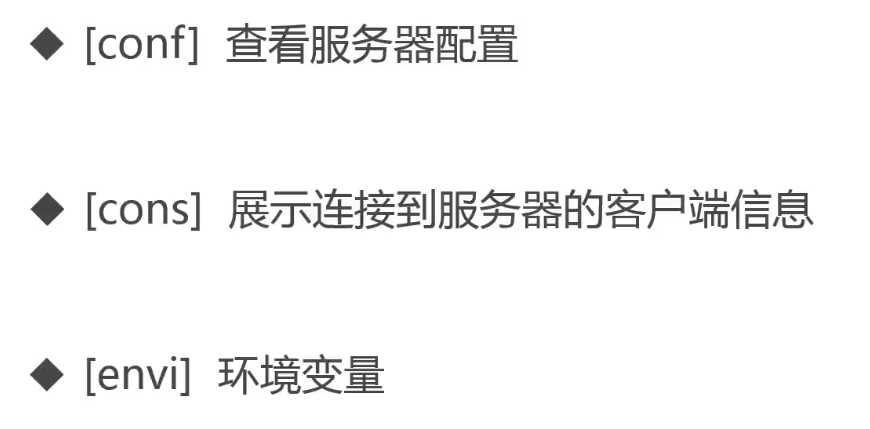 ◆ [conf] 查看服务器配置
◆ [cons] 展示连接到服务器的客户端信息
◆ [envi] 环境变量